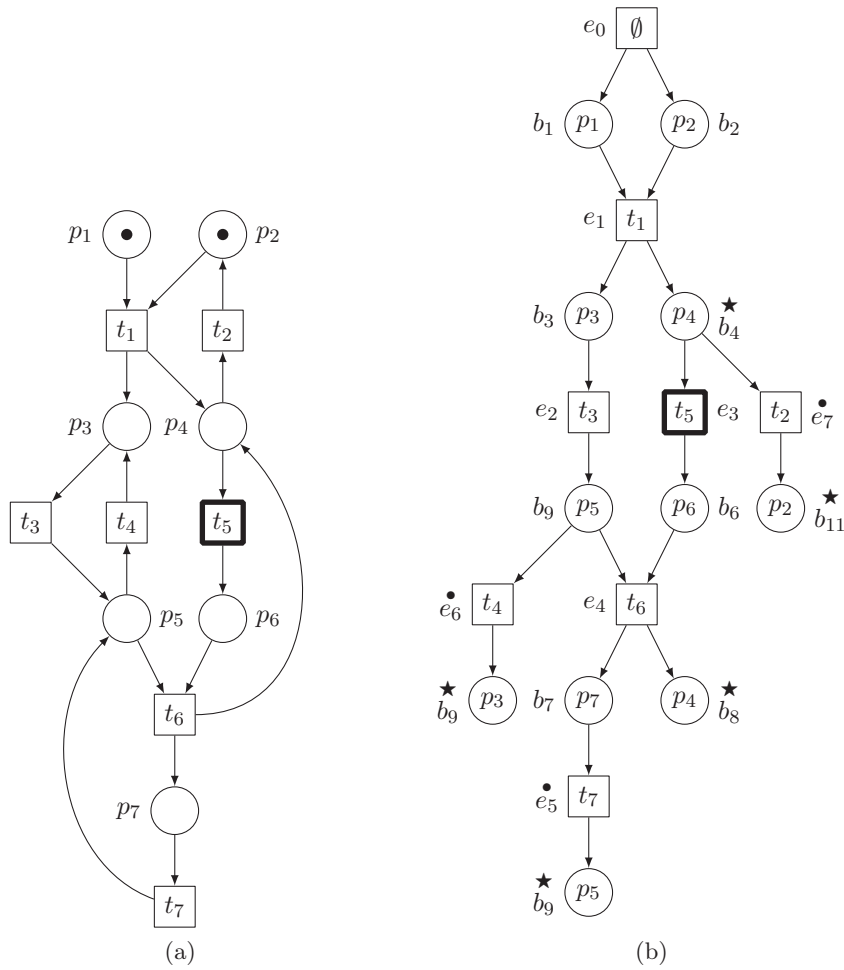 p1 p2
t1 t2
p3 p4
t3 t4 t5
p5 p6
t6
p7
t7
(a)
e0 ∅
b1 p1 p2 b2
e1 t1
b3 p3 p4 ★ b4
e2 t3 t5 e3 t2 • e7
b9 p5 p6 b6 p2 ★ b11
• e6 t4 e4 t6
★ b9 p3 b7 p7 p4 ★ b8
• e5 t7
★ b9 p5
(b)